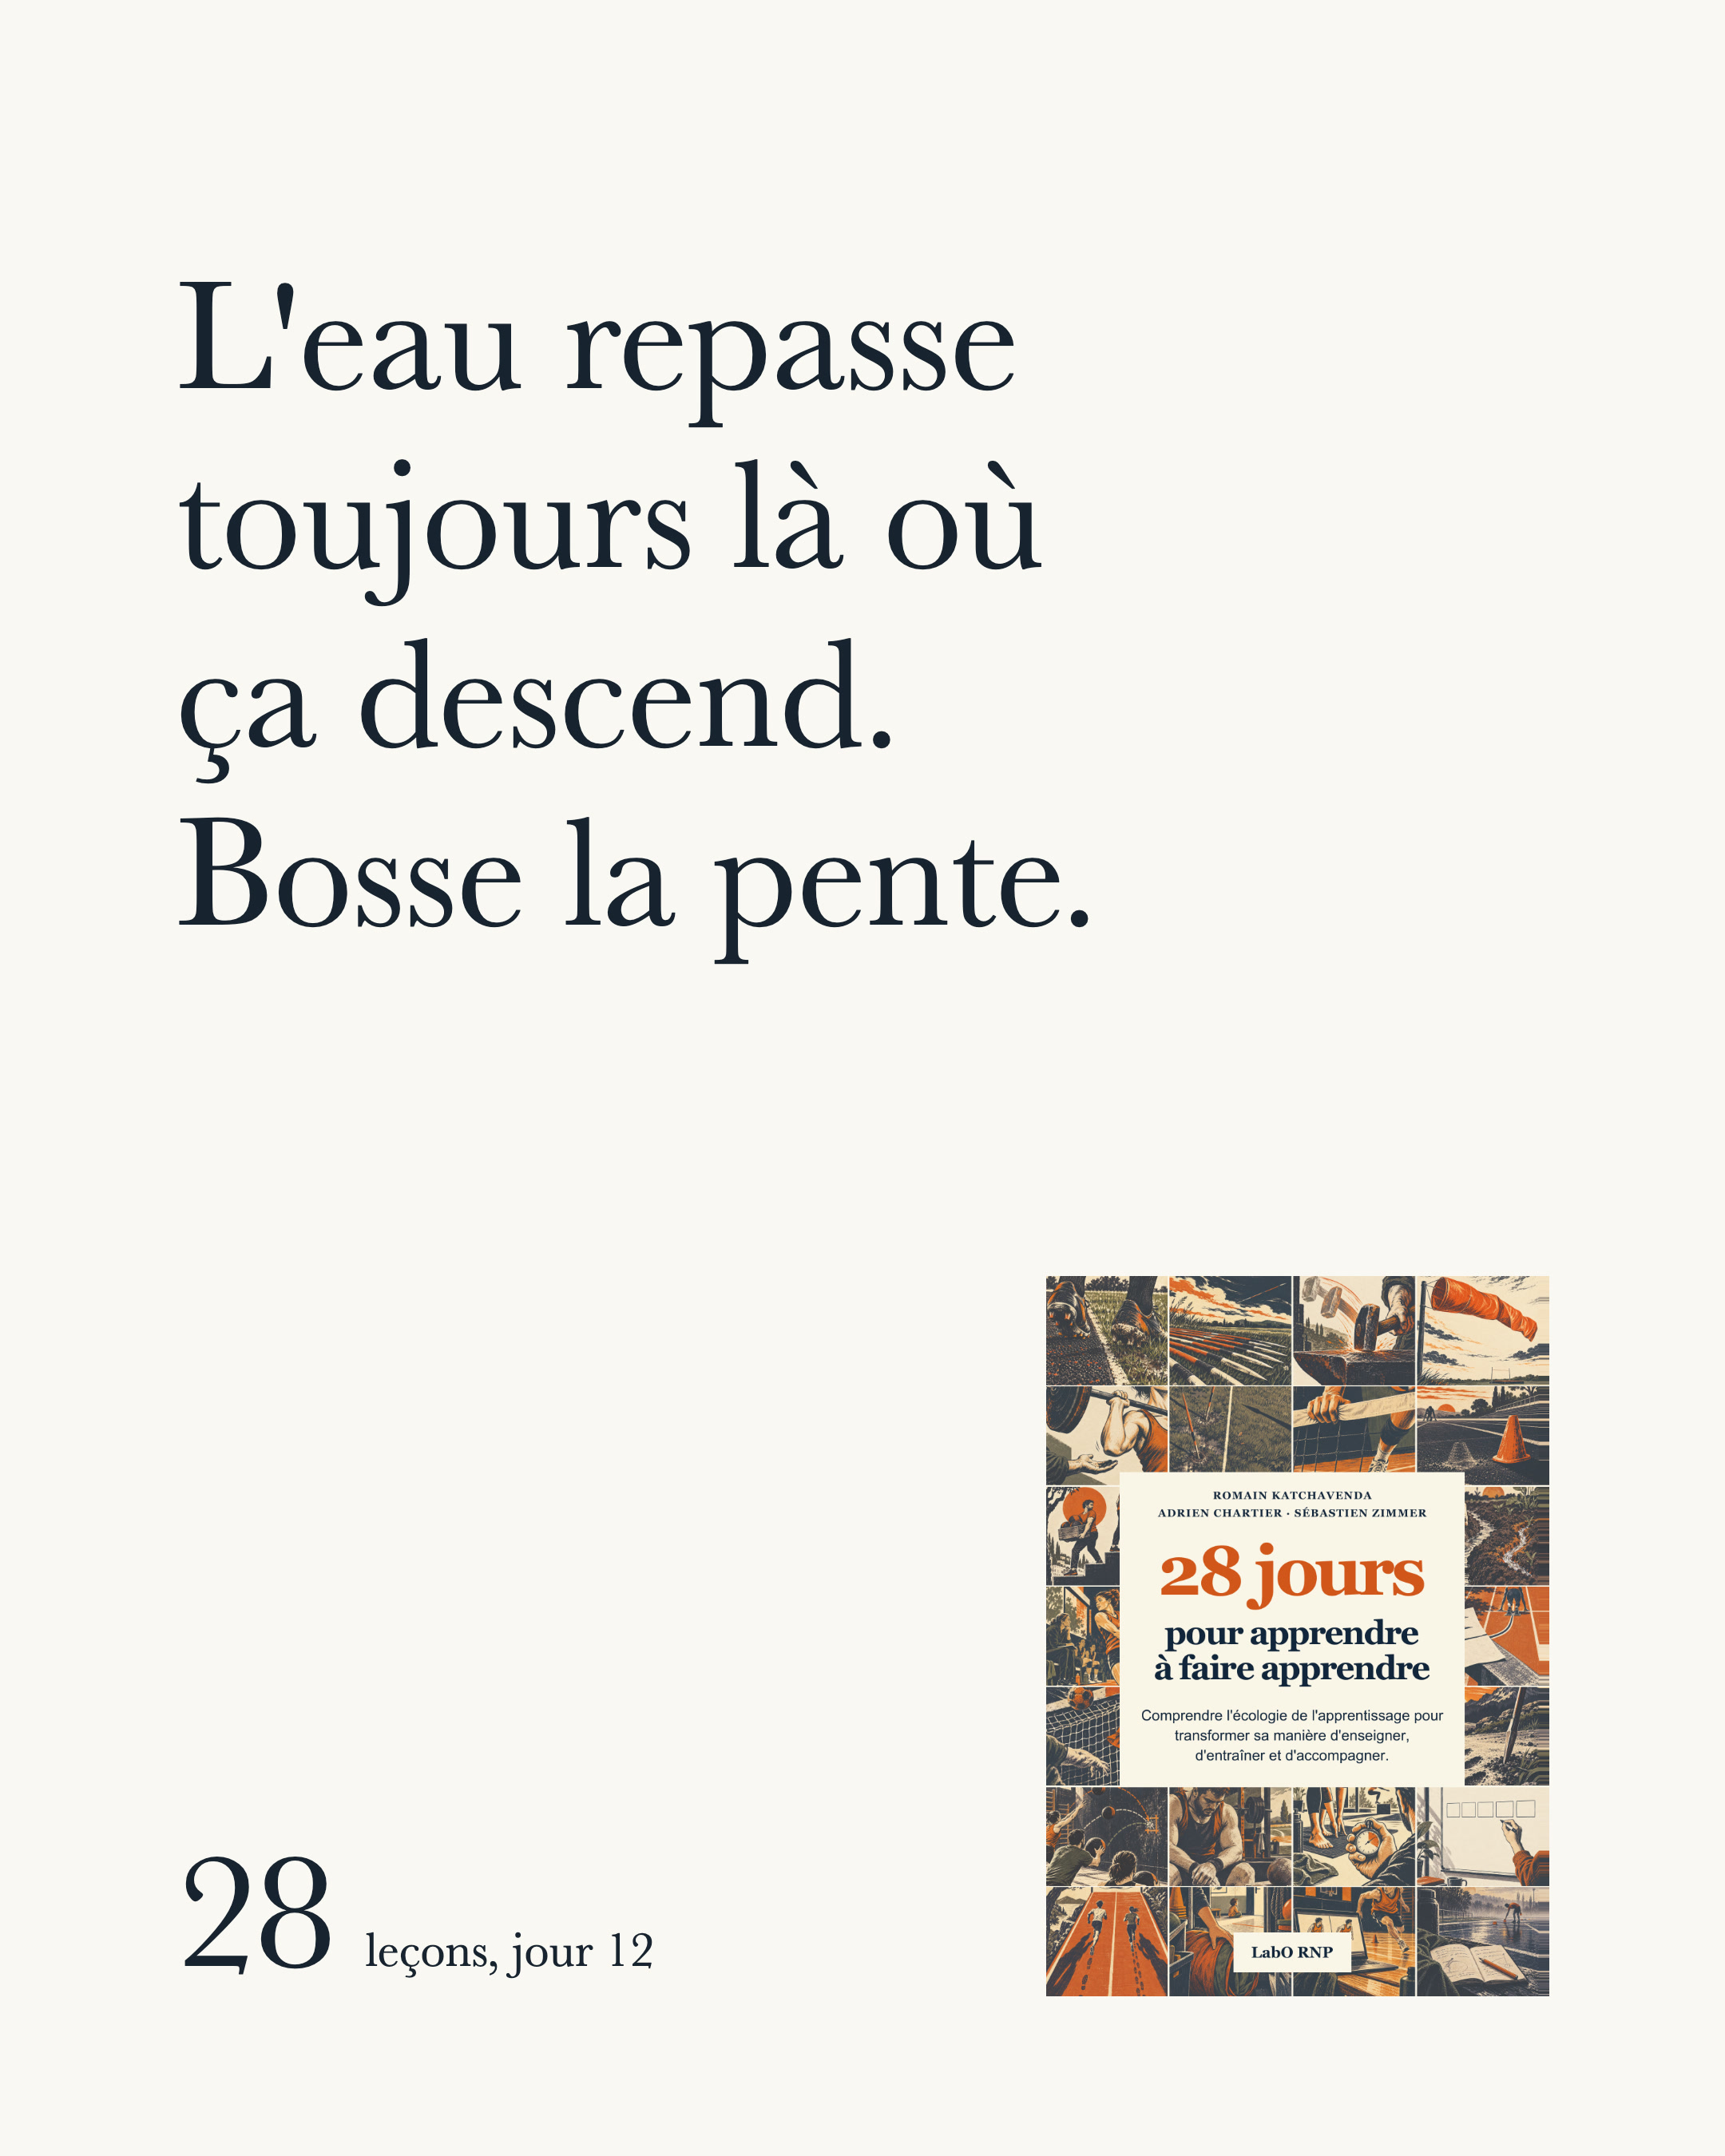 L'eau repasse
toujours là où
ça descend.
Bosse la pente.
ROMAIN KATCHAVENDA
ADRIEN CHARTIER · SÉBASTIEN ZIMMER
28 jours
pour apprendre
à faire apprendre
Comprendre l'écologie de l'apprentissage pour
transformer sa manière d'enseigner,
d'entraîner et d'accompagner.
LabO RNP
28 leçons, jour 12